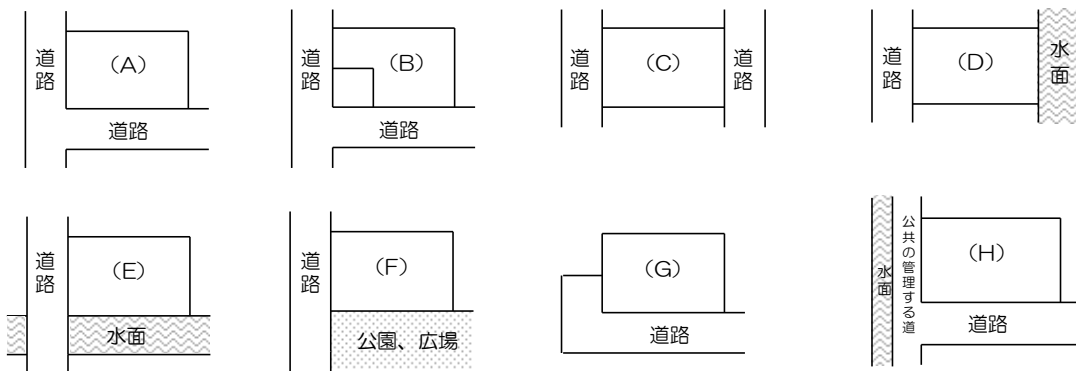 道路
(A)
道路
道路
(B)
道路
道路
(C)
道路
道路
(D)
水面
道路
(E)
水面
道路
(F)
公園、広場
(G)
道路
水面
公共の管理する道
(H)
道路